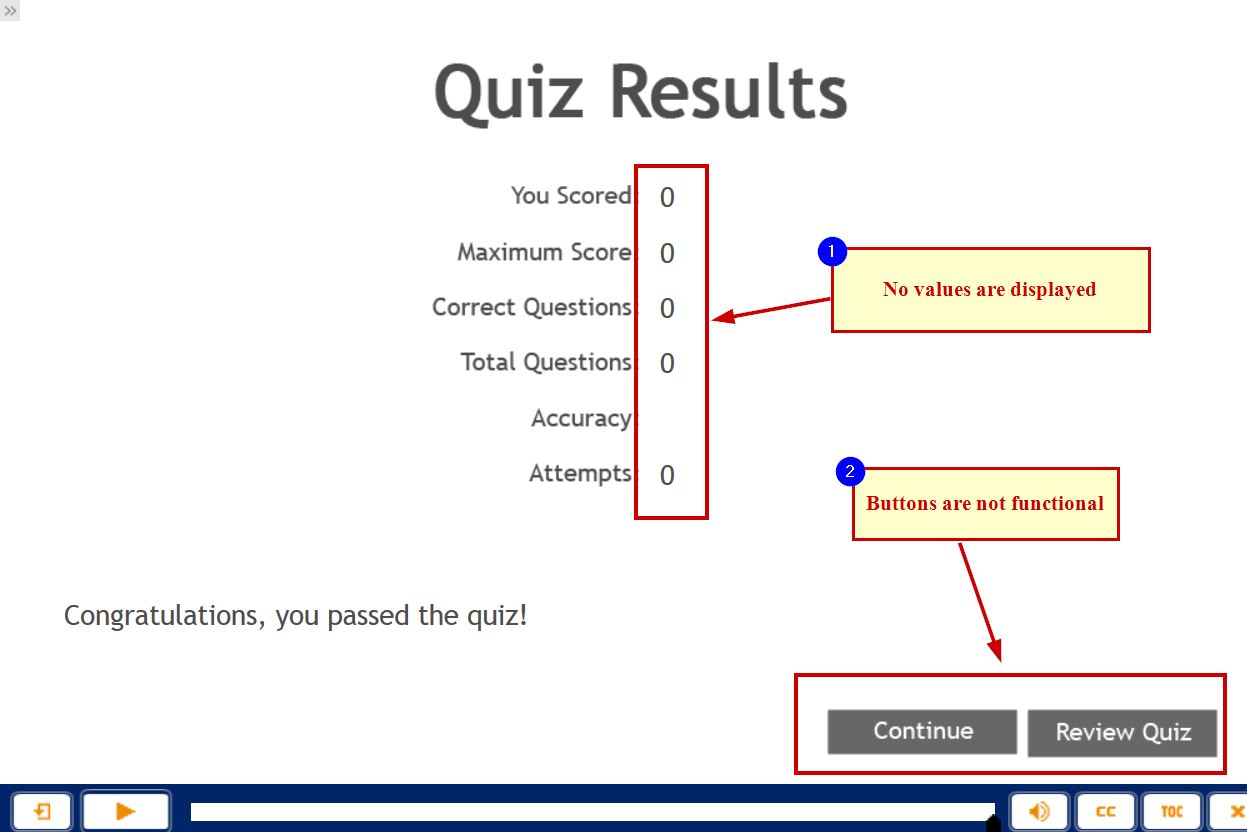 »
Quiz Results
You Scored: 0
Maximum Score: 0
Correct Questions: 0
Total Questions: 0
Accuracy:
Attempts: 0
1
No values are displayed
2
Buttons are not functional
Congratulations, you passed the quiz!
Continue
Review Quiz
CC
TOC